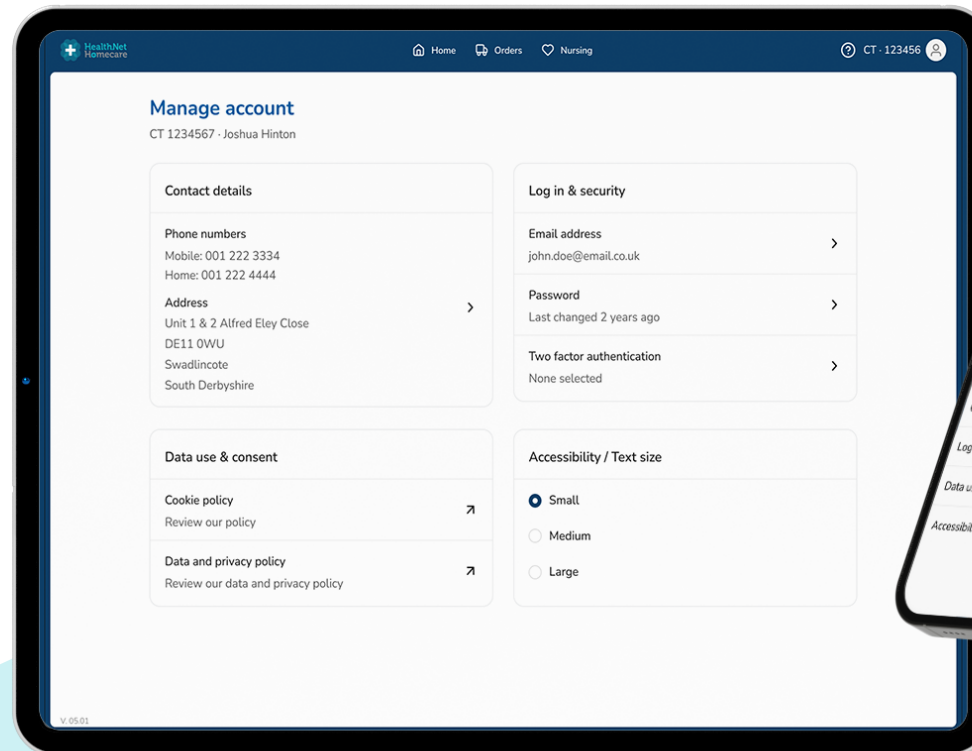 HealthNet
Homecare
Home
Orders
Nursing
CT · 123456
Manage account
CT 1234567 · Joshua Hinton
Contact details
Phone numbers
Mobile: 001 222 3334
Home: 001 222 4444
Address
Unit 1 & 2 Alfred Eley Close
DE11 0WU
Swadlincote
South Derbyshire
Log in & security
Email address
john.doe@email.co.uk
Password
Last changed 2 years ago
Two factor authentication
None selected
Data use & consent
Cookie policy
Review our policy
Data and privacy policy
Review our data and privacy policy
Accessibility / Text size
Small
Medium
Large
V. 05.01
Log
Data u
Accessibil